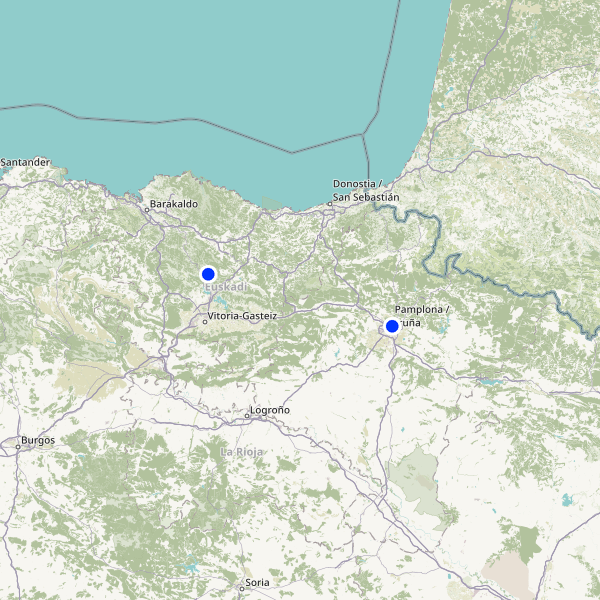 Santander
Donostia /
San Sebastián
Barakaldo
Euskadi
Vitoria-Gasteiz
Pamplona /
uña
Logroño
La Rioja
Burgos
Soria